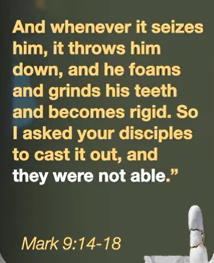 And whenever it seizes
him, it throws him
down, and he foams
and grinds his teeth
and becomes rigid. So
I asked your disciples
to cast it out, and
they were not able.”
Mark 9:14-18